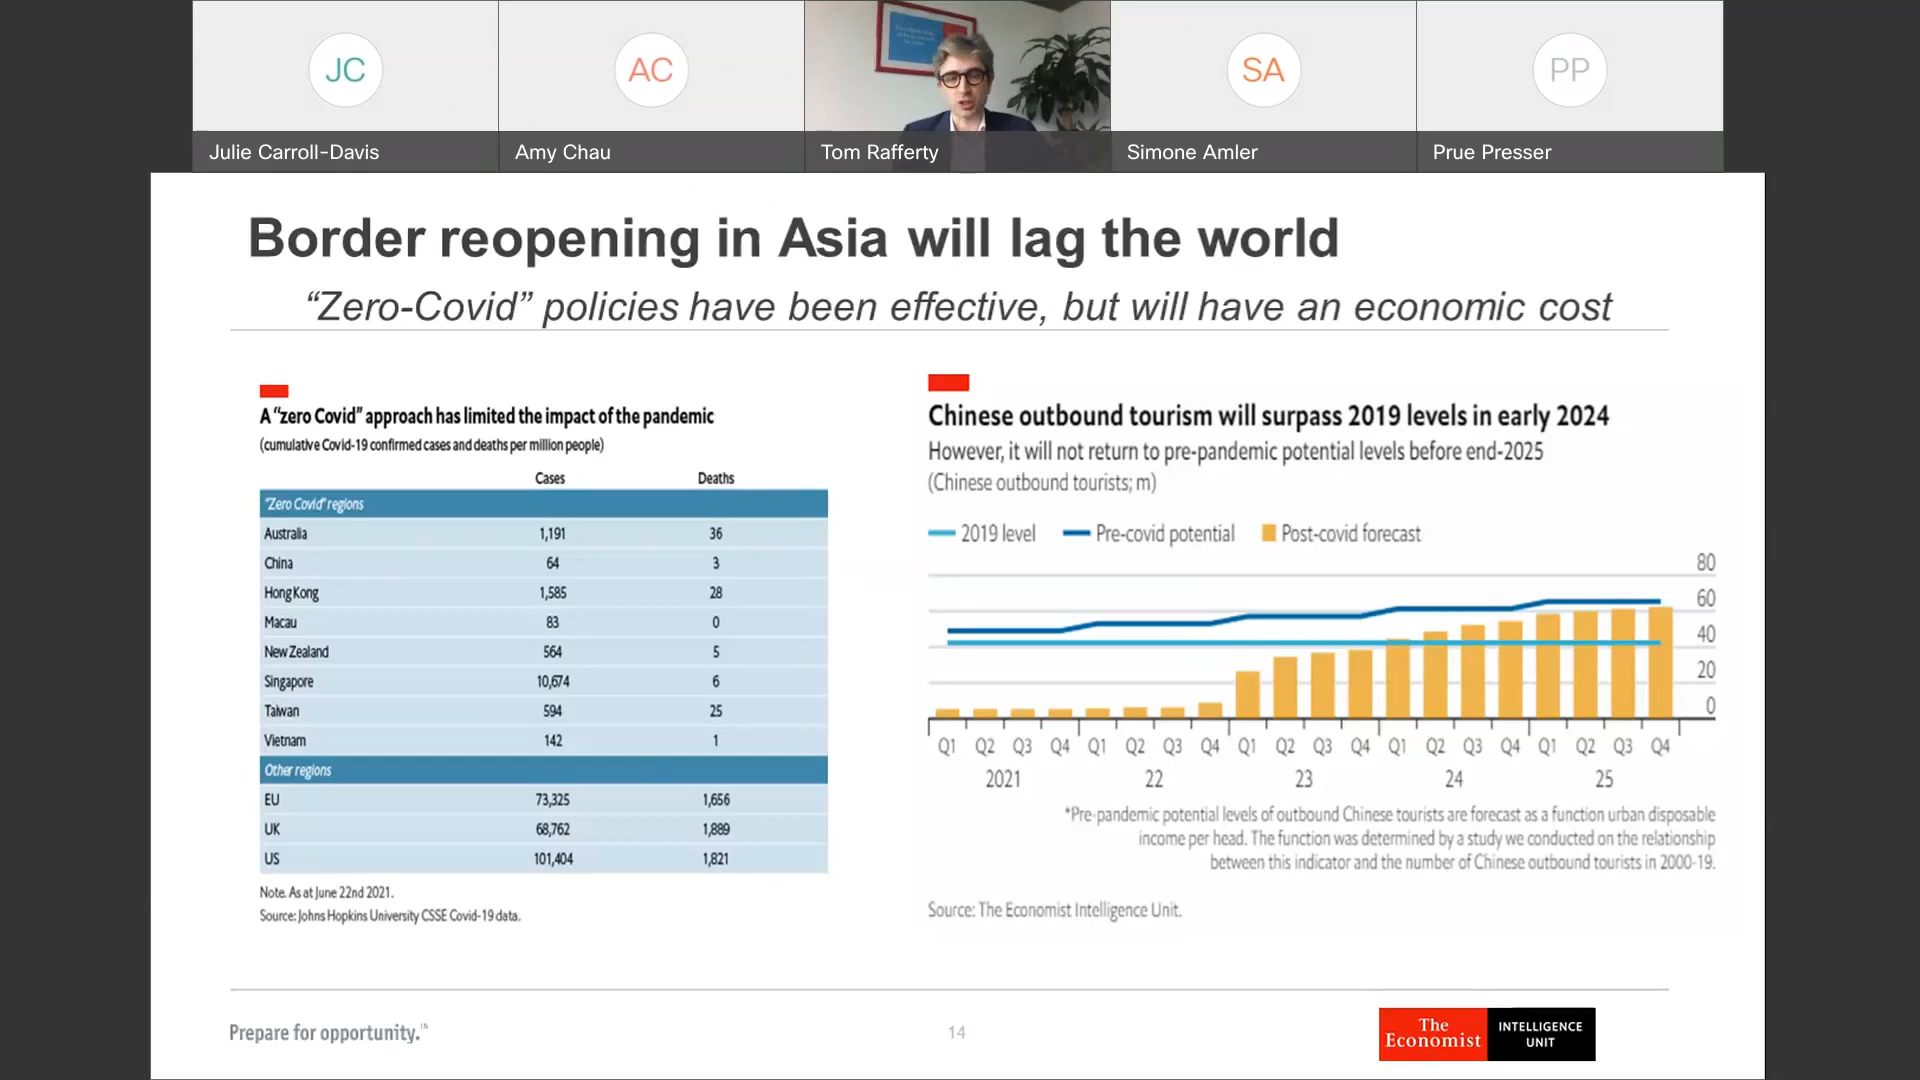 JC
AC
SA
PP
Julie Carroll-Davis
Amy Chau
Tom Rafferty
Simone Amler
Prue Presser
Border reopening in Asia will lag the world
“Zero-Covid” policies have been effective, but will have an economic cost
A “zero Covid” approach has limited the impact of the pandemic
(cumulative Covid-19 confirmed cases and deaths per million people)
Cases Deaths
“Zero Covid” regions
Australia 1,191 36
China 64 3
Hong Kong 1,585 28
Macau 83 0
New Zealand 564 5
Singapore 10,674 6
Taiwan 594 25
Vietnam 142 1
Other regions
EU 73,325 1,656
UK 68,762 1,889
US 101,404 1,821
Note. As at June 22nd 2021.
Source: Johns Hopkins University CSSE Covid-19 data.
Chinese outbound tourism will surpass 2019 levels in early 2024
However, it will not return to pre-pandemic potential levels before end-2025
(Chinese outbound tourists; m)
2019 level Pre-covid potential Post-covid forecast
80
60
40
20
0
Q1 Q2 Q3 Q4 Q1 Q2 Q3 Q4 Q1 Q2 Q3 Q4 Q1 Q2 Q3 Q4 Q1 Q2 Q3 Q4
2021 22 23 24 25
*Pre-pandemic potential levels of outbound Chinese tourists are forecast as a function urban disposable
income per head. The function was determined by a study we conducted on the relationship
between this indicator and the number of Chinese outbound tourists in 2000-19.
Source: The Economist Intelligence Unit.
Prepare for opportunity.
14
The
Economist
INTELLIGENCE
UNIT